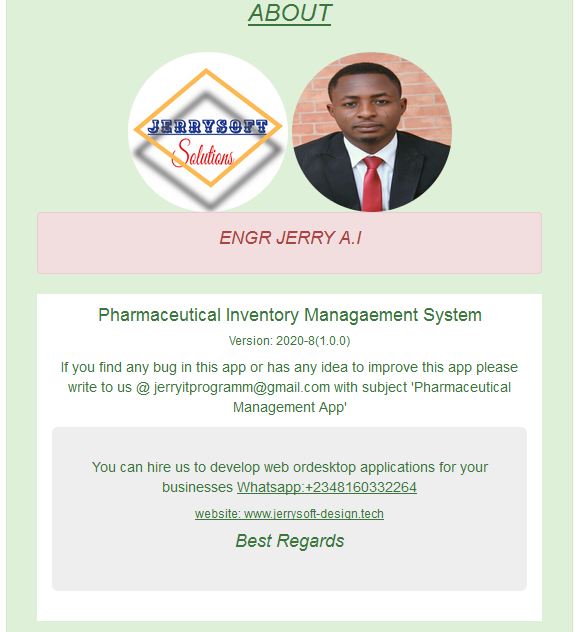 ABOUT
JERRYSOFT
Solutions
ENGR JERRY A.I
Pharmaceutical Inventory Managaement System
Version: 2020-8(1.0.0)
If you find any bug in this app or has any idea to improve this app please
write to us @ jerryitprogramm@gmail.com with subject 'Pharmaceutical
Management App'
You can hire us to develop web ordesktop applications for your
businesses Whatsapp:+2348160332264
website: www.jerrysoft-design.tech
Best Regards